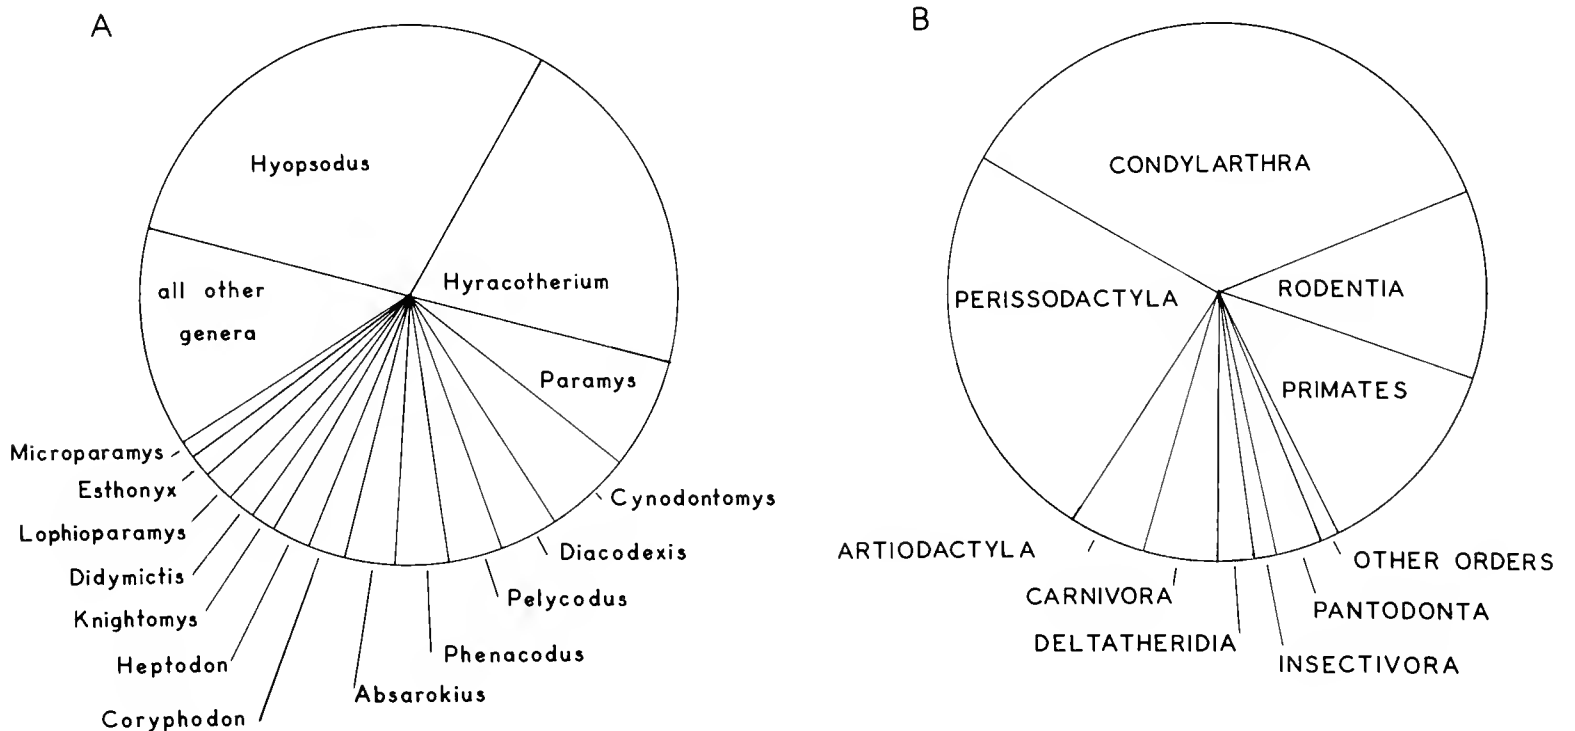 A
Hyopsodus
Hyracotherium
all other
genera
Paramys
Microparamys
Esthonyx
Lophioparamys
Didymictis
Knightomys
Heptodon
Coryphodon
Absarokius
Phenacodus
Pelycodus
Diacodexis
Cynodontomys
B
CONDYLARTHRA
PERISSODACTYLA
RODENTIA
PRIMATES
ARTIODACTYLA
CARNIVORA
DELTATHERIDIA
INSECTIVORA
PANTODONTA
OTHER ORDERS